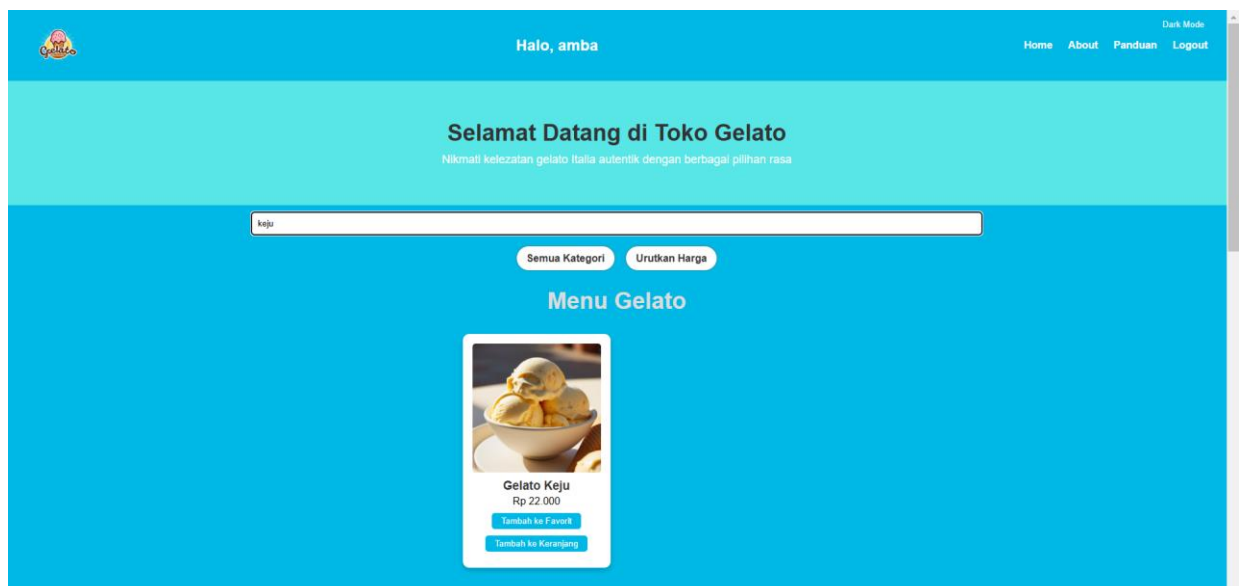 Dark Mode
Gelato
Halo, amba
Home About Panduan Logout
Selamat Datang di Toko Gelato
Nikmati kelezatan gelato Italia autentik dengan berbagai pilihan rasa
keju
Semua Kategori Urutkan Harga
Menu Gelato
Gelato Keju
Rp 22.000
Tambah ke Favorit
Tambah ke Keranjang